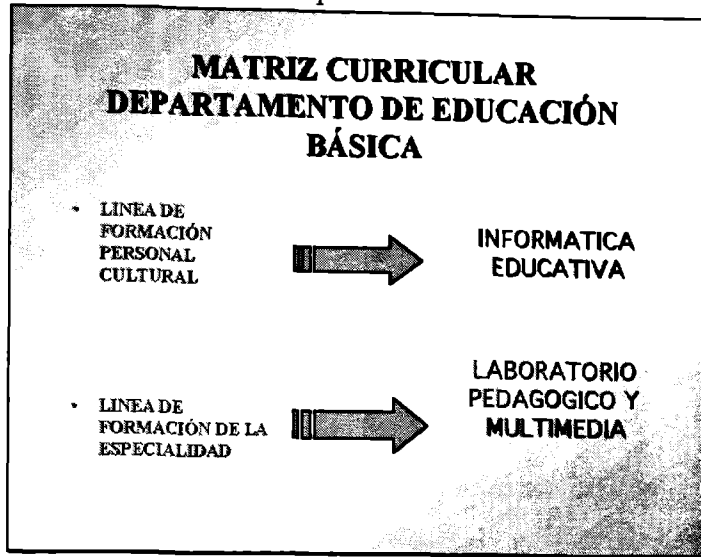 MATRIZ CURRICULAR
DEPARTAMENTO DE EDUCACIÓN
BÁSICA
• LINEA DE
FORMACIÓN
PERSONAL
CULTURAL
INFORMATICA
EDUCATIVA
• LINEA DE
FORMACIÓN DE LA
ESPECIALIDAD
LABORATORIO
PEDAGOGICO Y
MULTIMEDIA